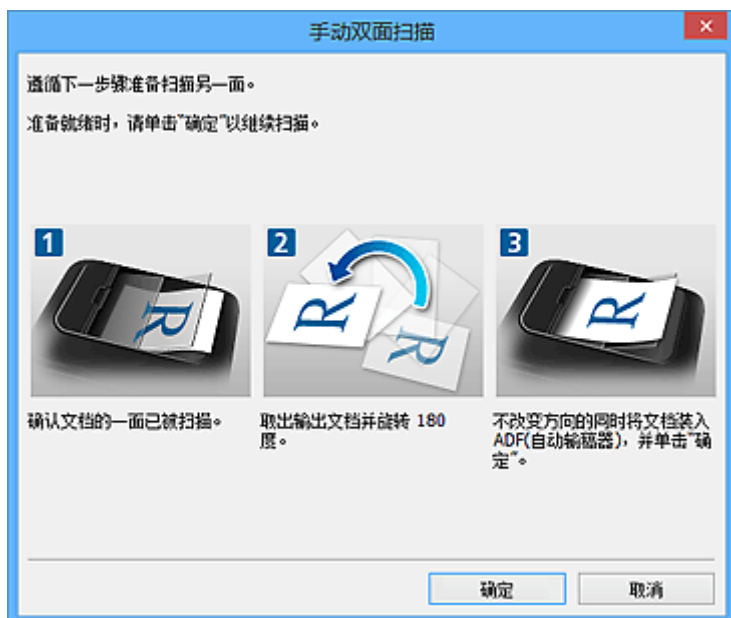 手动双面扫描
遵循下一步骤准备扫描另一面。
准备就绪时，请单击"确定"以继续扫描。
1
2
3
R
R
R
R
确认文档的一面已被扫描。
取出输出文档并旋转 180
度。
不改变方向的同时将文档装入
ADF(自动输稿器)，并单击"确
定"。
确定
取消